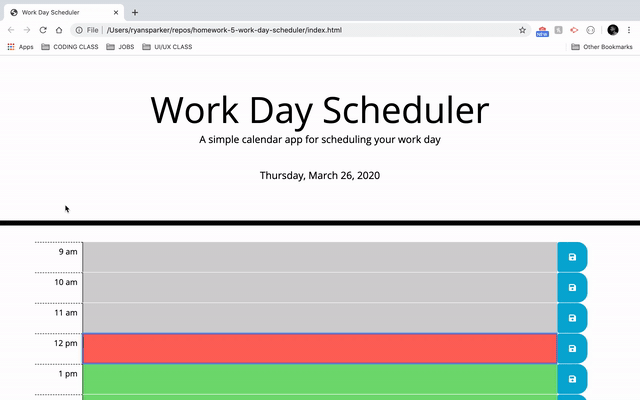 Work Day Scheduler
File
/Users/ryansparker/repos/homework-5-work-day-scheduler/index.html
NEW
Apps
CODING CLASS
JOBS
UI/UX CLASS
Other Bookmarks
Work Day Scheduler
A simple calendar app for scheduling your work day
Thursday, March 26, 2020
9 am
10 am
11 am
12 pm
1 pm